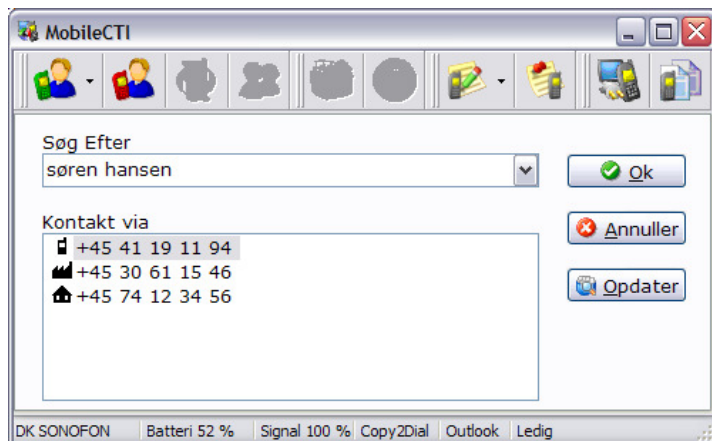 MobileCTI
Søg Efter
søren hansen
Ok
Kontakt via
Annuller
+45 41 19 11 94
+45 30 61 15 46
+45 74 12 34 56
Opdater
DK SONOFON Batteri 52 % Signal 100 % Copy2Dial Outlook Ledig